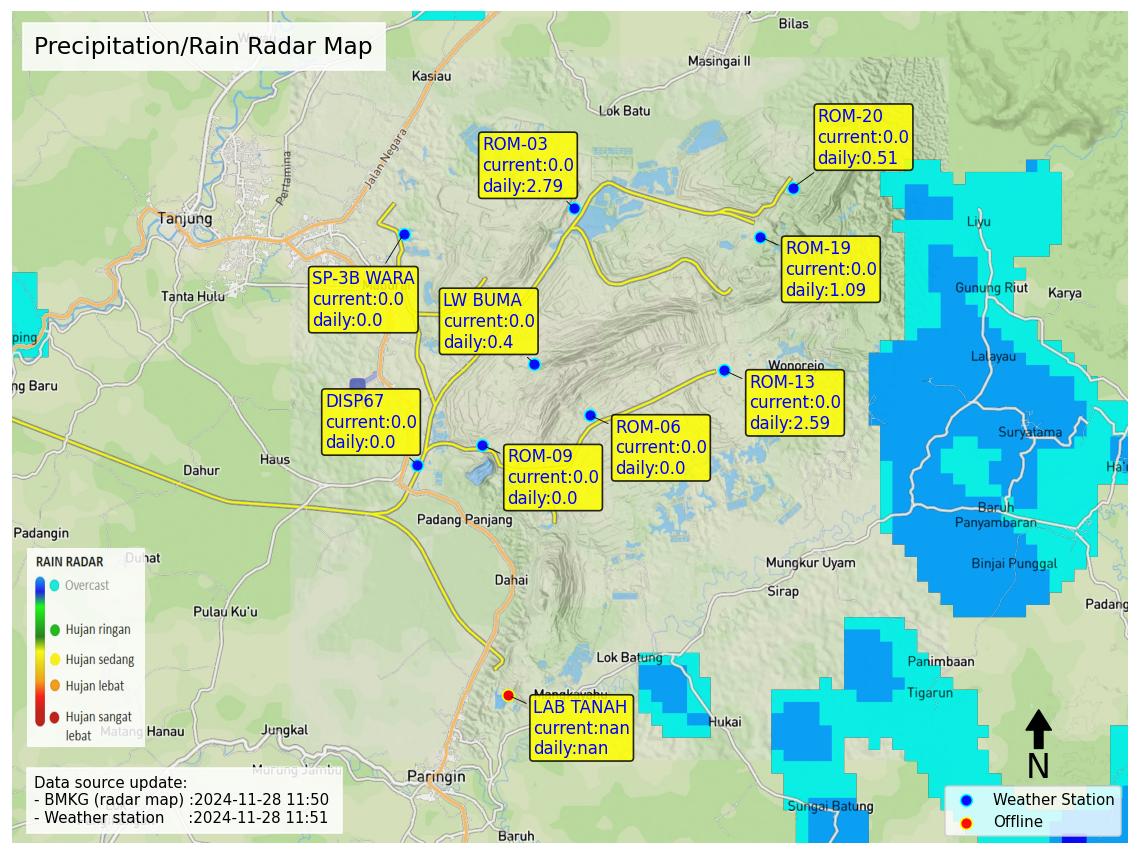 Precipitation/Rain Radar Map
Bilas
Masingai II
Kasiau
Lok Batu
Jalan Negara
Pertamina
Tanjung
Tanta Hulu
ROM-20
current:0.0
daily:0.51
ROM-03
current:0.0
daily:2.79
ROM-19
current:0.0
daily:1.09
SP-3B WARA
current:0.0
daily:0.0
LW BUMA
current:0.0
daily:0.4
Liyu
Gunung Riut
Karya
Lalayau
ping
ng Baru
Wonorejo
ROM-13
current:0.0
daily:2.59
DISP67
current:0.0
daily:0.0
ROM-06
current:0.0
daily:0.0
ROM-09
current:0.0
daily:0.0
Suryatama
Haus
Dahur
Padang Panjang
Baruh
Panyambaran
Padangin
Duhat
Dahai
Mungkur Uyam
Binjai Punggal
Sirap
Padang
Pulau Ku'u
RAIN RADAR
Overcast
Hujan ringan
Hujan sedang
Hujan lebat
Hujan sangat
lebat
Lok Batung
Panimbaan
Tigarun
LAB TANAH
current:nan
daily:nan
Hukai
Matang Hanau
Jungkal
Murung Jambu
Paringin
Sungai Batung
Baruh
N
Data source update:
- BMKG (radar map) :2024-11-28 11:50
- Weather station :2024-11-28 11:51
Weather Station
Offline